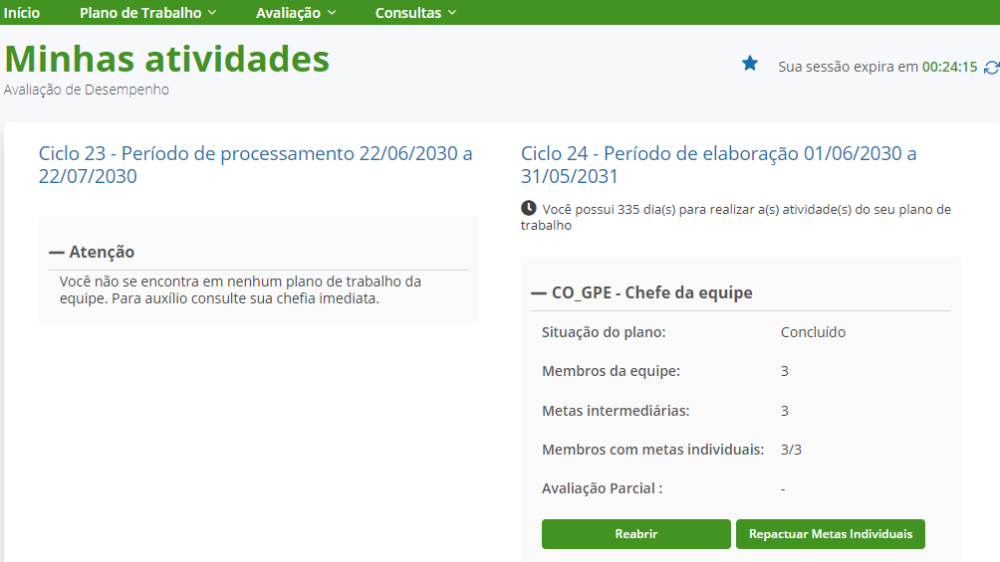 Início Plano de Trabalho Avaliação Consultas
Minhas atividades
Avaliação de Desempenho
Sua sessão expira em 00:24:15
Ciclo 23 - Período de processamento 22/06/2030 a
22/07/2030
Atenção
Você não se encontra em nenhum plano de trabalho da
equipe. Para auxílio consulte sua chefia imediata.
Ciclo 24 - Período de elaboração 01/06/2030 a
31/05/2031
Você possui 335 dia(s) para realizar a(s) atividade(s) do seu plano de
trabalho
CO_GPE - Chefe da equipe
Situação do plano: Concluído
Membros da equipe: 3
Metas intermediárias: 3
Membros com metas individuais: 3/3
Avaliação Parcial : -
Reabrir Repactuar Metas Individuais